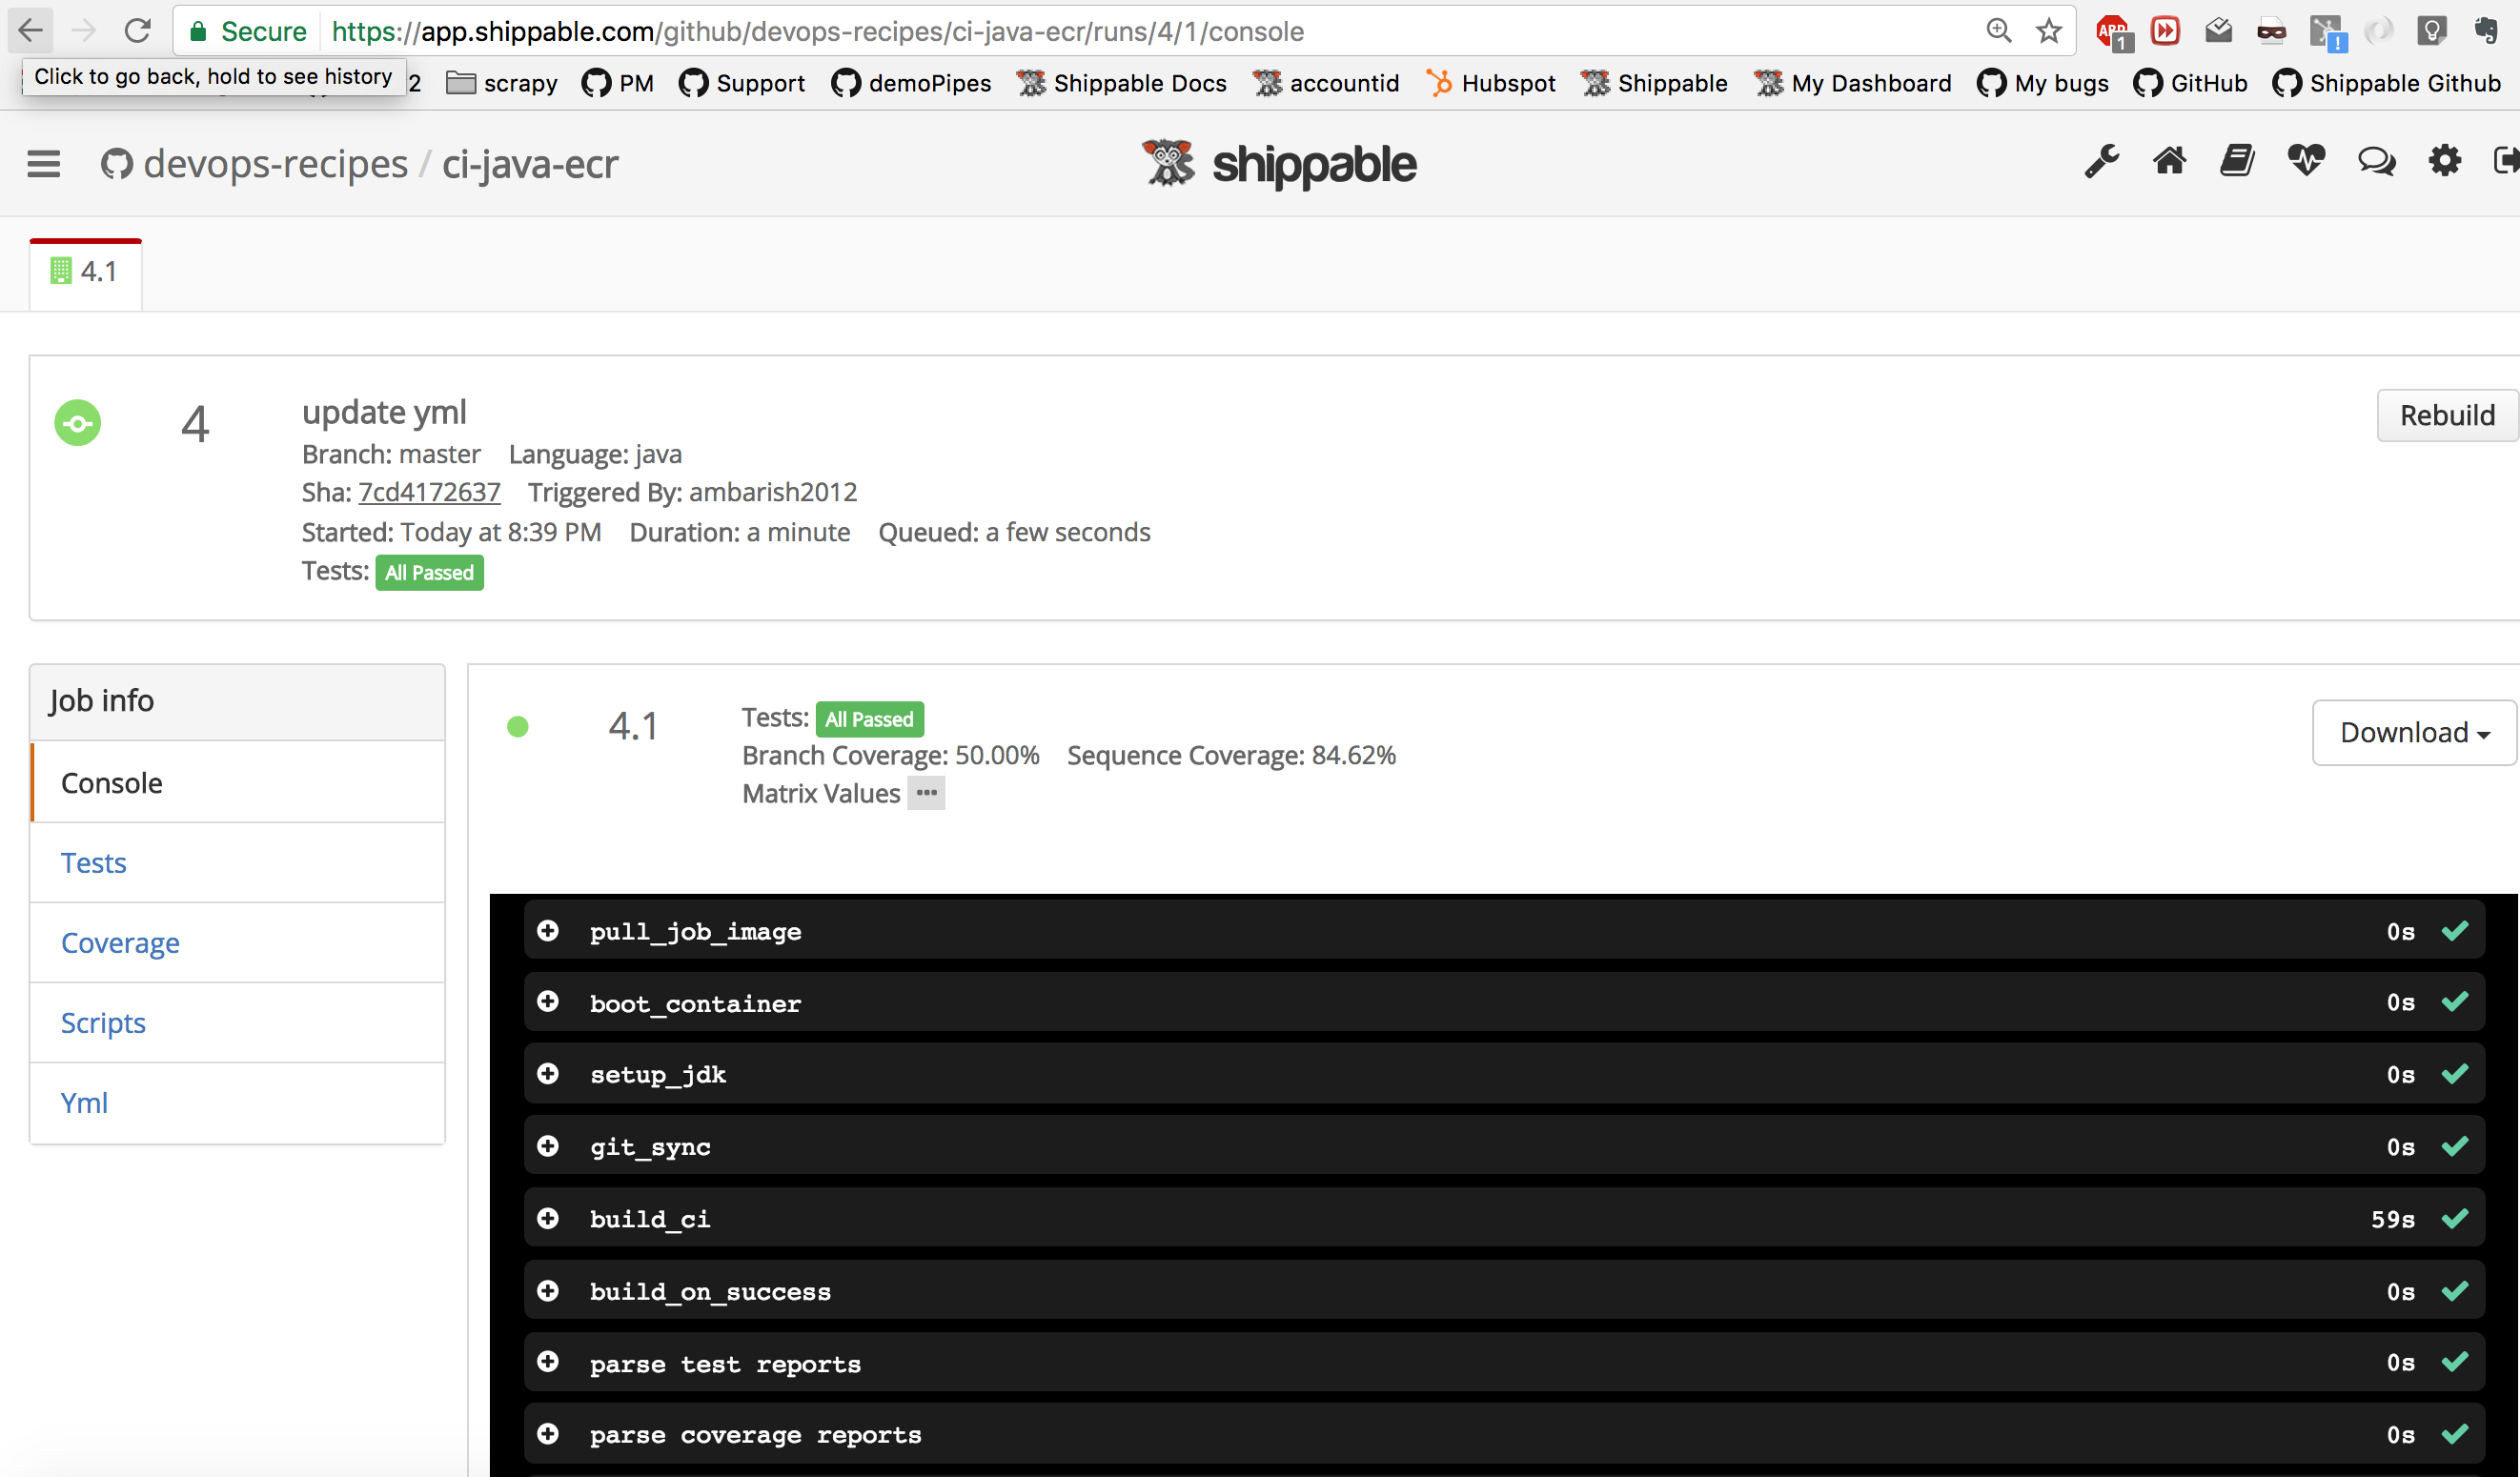 Secure https://app.shippable.com/github/devops-recipes/ci-java-ecr/runs/4/1/console
ABP 1 !
Click to go back, hold to see history 2 scrapy PM Support demoPipes Shippable Docs accountid Hubspot Shippable My Dashboard My bugs GitHub Shippable Github
devops-recipes / ci-java-ecr shippable
4.1
4 update yml Rebuild
Branch: master Language: java
Sha: 7cd4172637 Triggered By: ambarish2012
Started: Today at 8:39 PM Duration: a minute Queued: a few seconds
Tests: All Passed
Job info
Console
Tests
Coverage
Scripts
Yml
4.1 Tests: All Passed Download
Branch Coverage: 50.00% Sequence Coverage: 84.62%
Matrix Values
pull_job_image 0s
boot_container 0s
setup_jdk 0s
git_sync 0s
build_ci 59s
build_on_success 0s
parse test reports 0s
parse coverage reports 0s